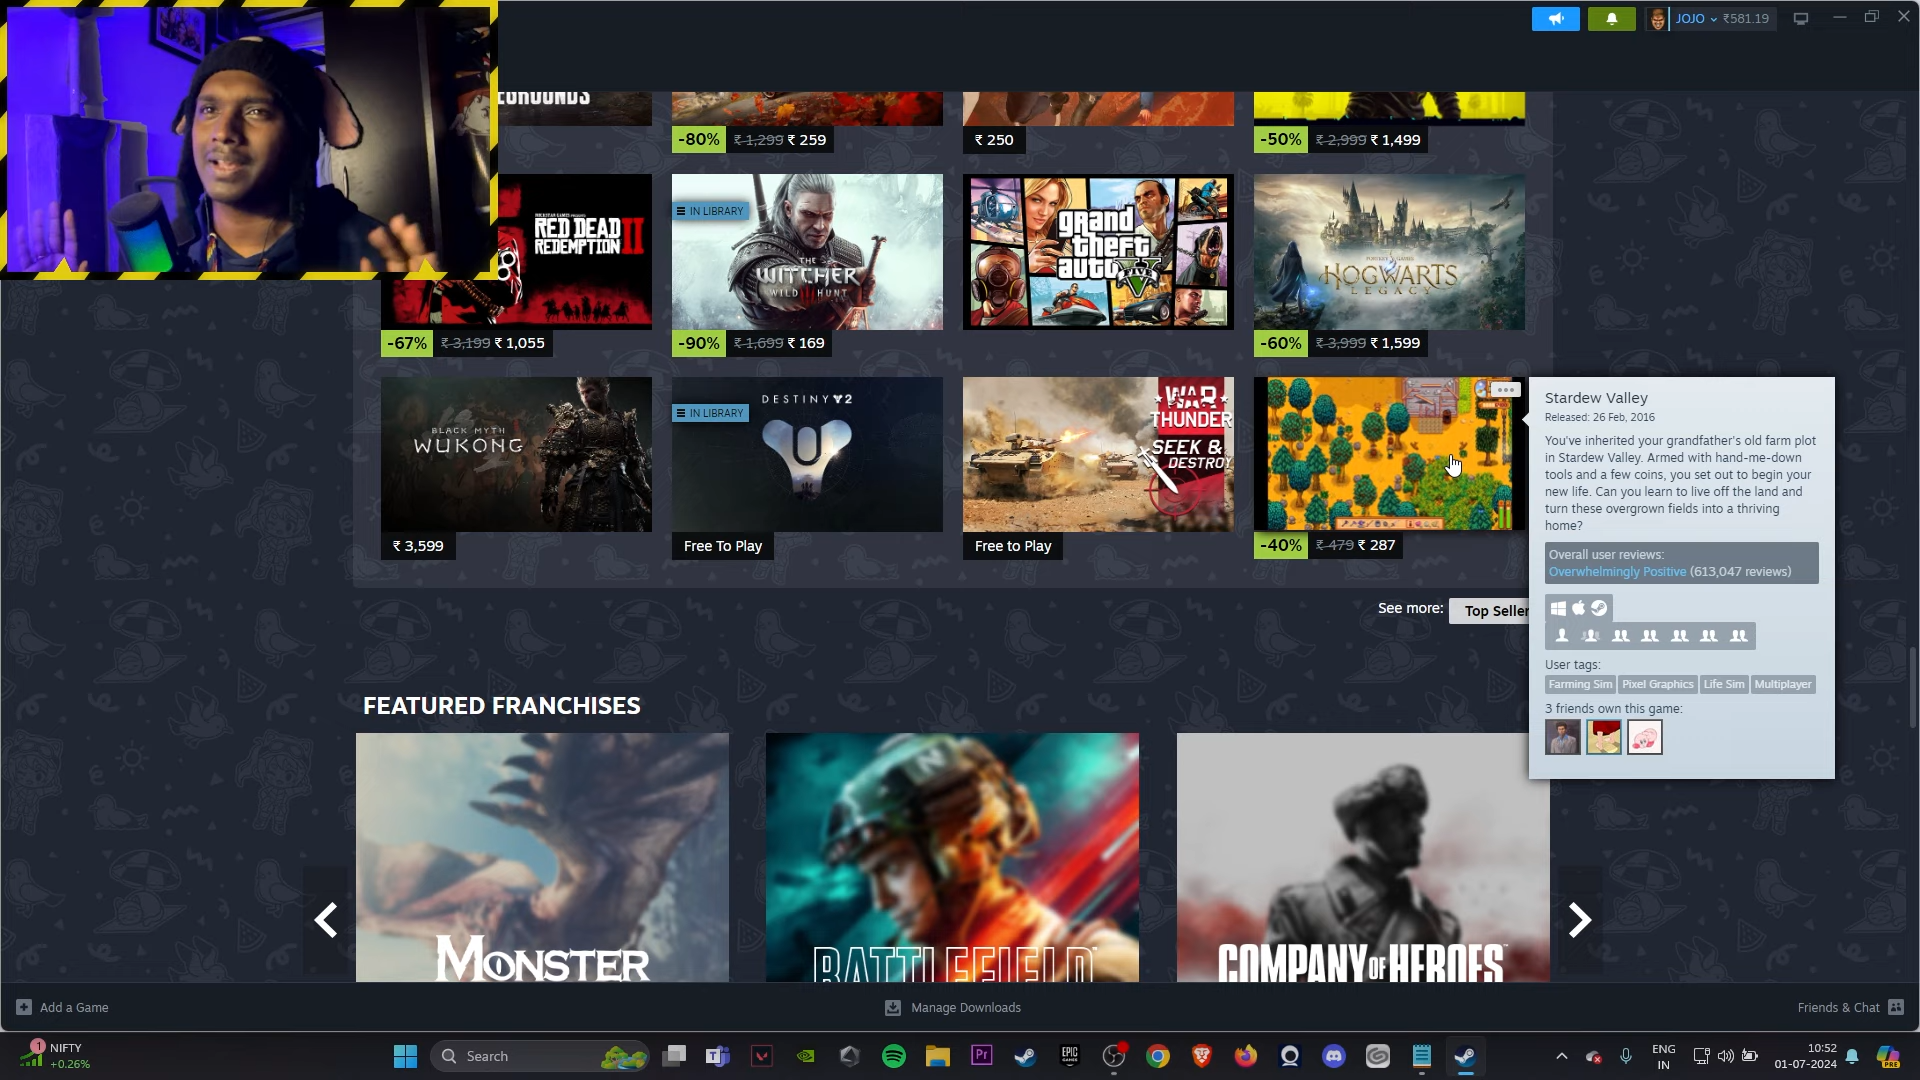 JOJO ₹581.19
-80% ₹ 1,299 ₹ 259
₹ 250
-50% ₹ 2,999 ₹ 1,499
ROCKSTAR GAMES PRESENTS
RED DEAD
REDEMPTION II
IN LIBRARY
THE
WITCHER
WILD HUNT
grand
theft
auto
FIVE
HOGWARTS
LEGACY
-67% ₹ 3,199 ₹ 1,055
-90% ₹ 1,699 ₹ 169
-60% ₹ 3,999 ₹ 1,599
BLACK MYTH
WUKONG
DESTINY 2
IN LIBRARY
WAR
THUNDER
SEEK &
DESTROY
₹ 3,599
Free To Play
Free to Play
-40% ₹ 479 ₹ 287
Stardew Valley
Released: 26 Feb, 2016
You've inherited your grandfather's old farm plot
in Stardew Valley. Armed with hand-me-down
tools and a few coins, you set out to begin your
new life. Can you learn to live off the land and
turn these overgrown fields into a thriving
home?
Overall user reviews:
Overwhelmingly Positive (613,047 reviews)
User tags:
Farming Sim Pixel Graphics Life Sim Multiplayer
3 friends own this game:
See more: Top Seller
FEATURED FRANCHISES
MONSTER
BATTLEFIELD
COMPANY OF HEROES
Add a Game
Manage Downloads
Friends & Chat
1
NIFTY
+0.26%
Search
Pr
EPIC
GAMES
ENG
IN
10:52
01-07-2024
PRE